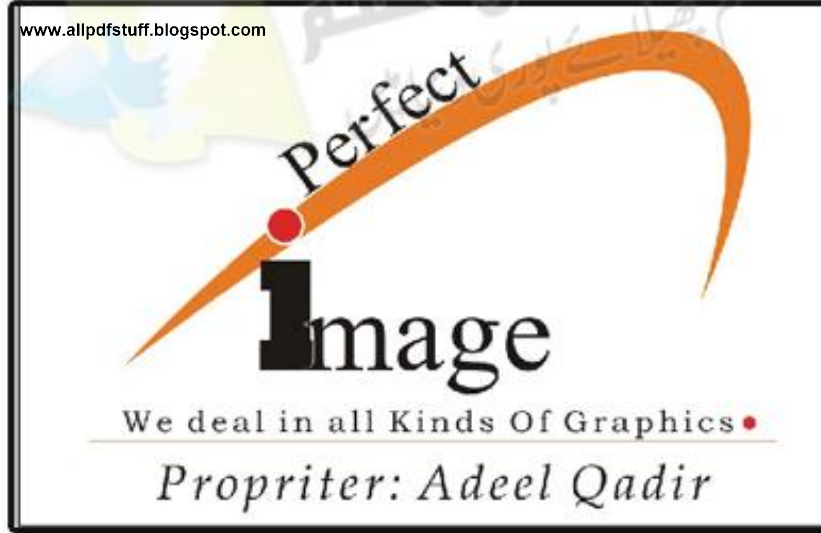 www.allpdfstuff.blogspot.com
Perfect
image
We deal in all Kinds Of Graphics
Propriter: Adeel Qadir